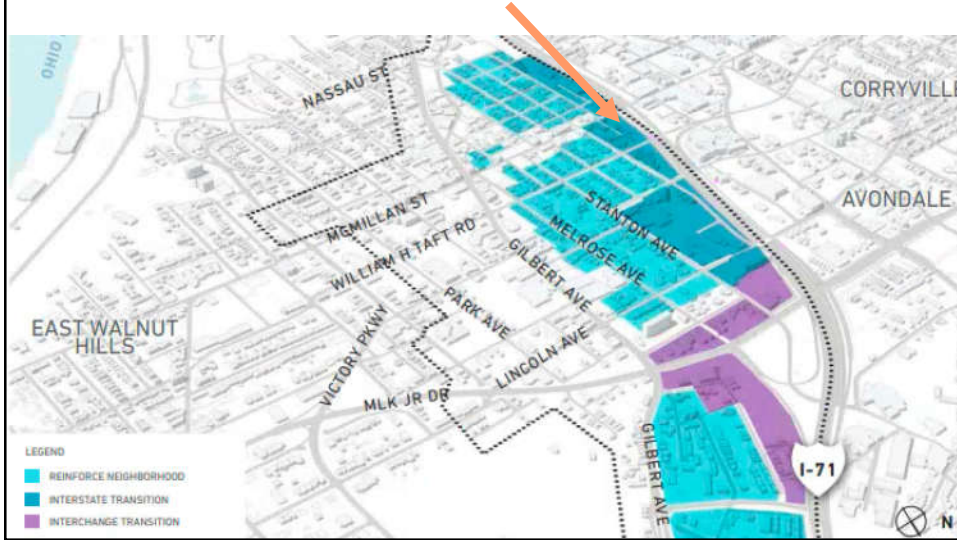 OHIO
NASSAU ST
CORRYVILLE
AVONDALE
MCMILLAN ST
WILLIAM H TAFT RD
STANTON AVE
MELROSE AVE
GILBERT AVE
PARK AVE
EAST WALNUT
HILLS
VICTORY PKWY
LINCOLN AVE
MLK JR DR
GILBERT AVE
I-71
LEGEND
REINFORCE NEIGHBORHOOD
INTERSTATE TRANSITION
INTERCHANGE TRANSITION
N